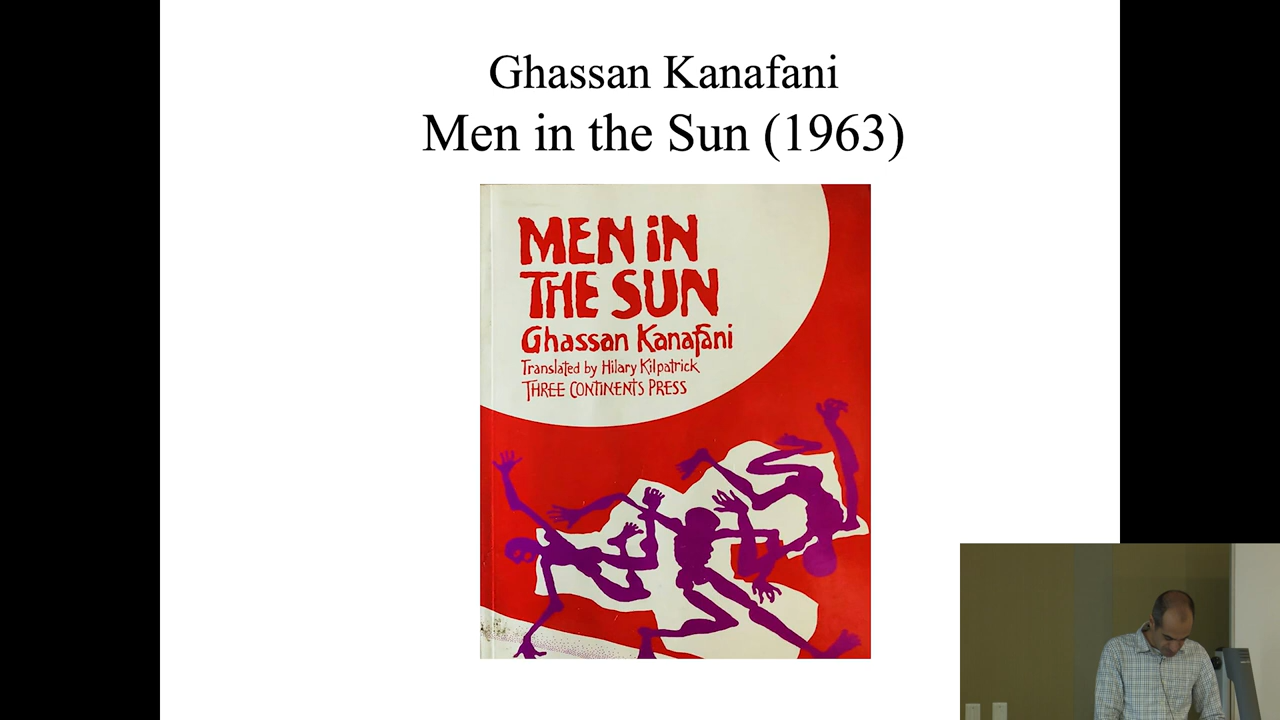 Ghassan Kanafani
Men in the Sun (1963)
MEN iN
THE SUN
Ghassan Kanafani
Translated by Hilary Kilpatrick
THREE CONTINENTS PRESS